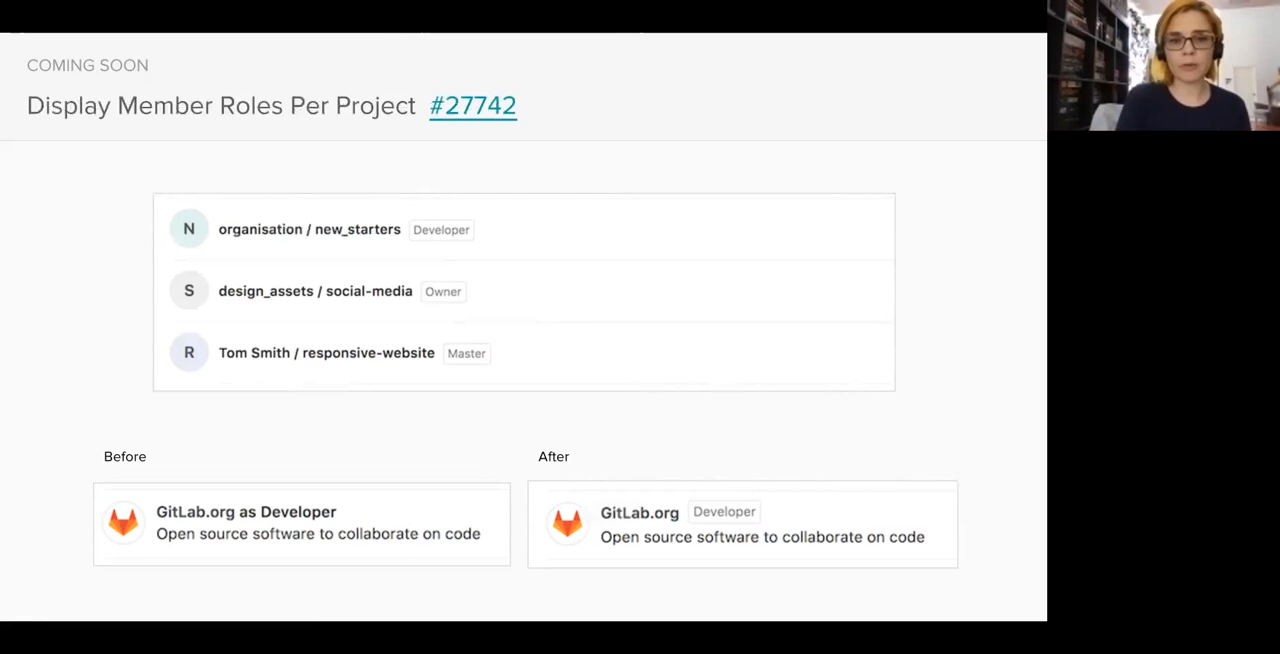 COMING SOON
Display Member Roles Per Project #27742
N organisation / new_starters Developer
S design_assets / social-media Owner
R Tom Smith / responsive-website Master
Before
After
GitLab.org as Developer
Open source software to collaborate on code
GitLab.org Developer
Open source software to collaborate on code